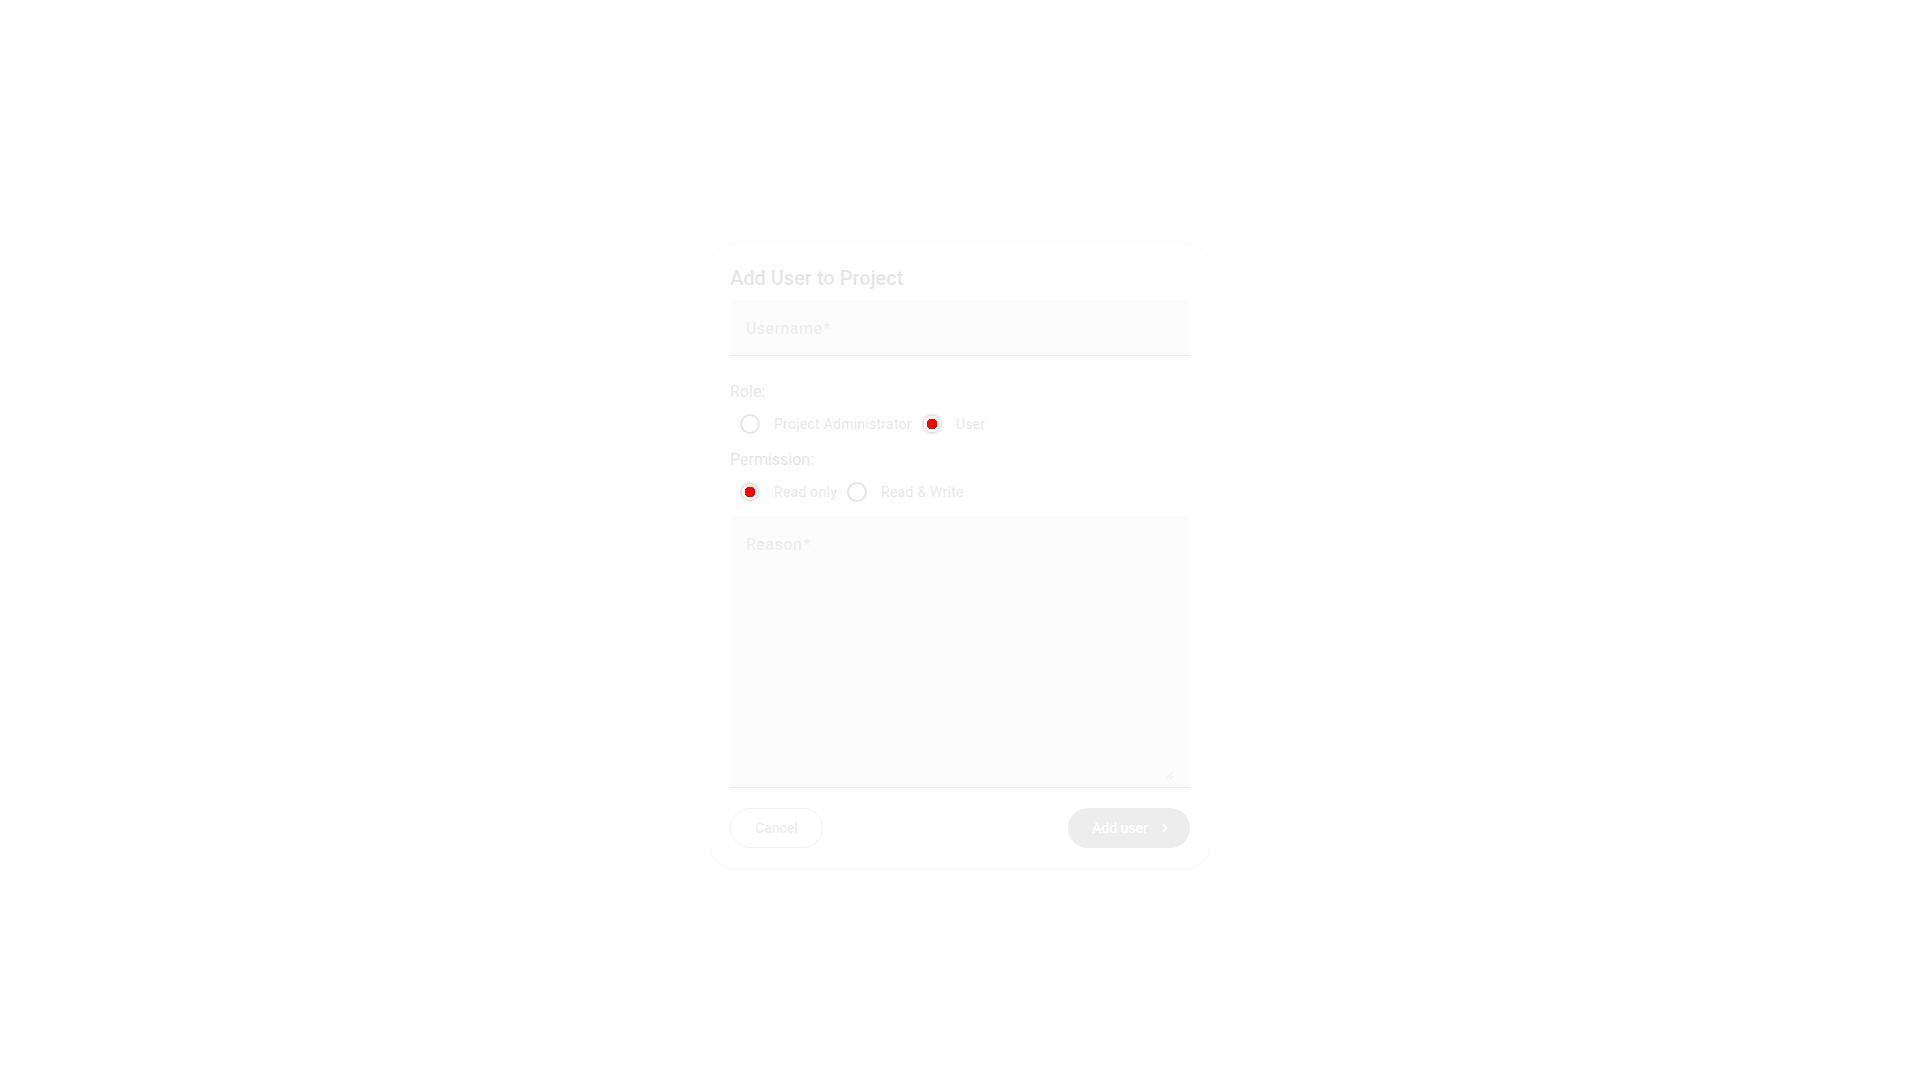 Add User to Project
Username*
Role:
Project Administrator User
Permission:
Read only Read & Write
Reason*
Cancel Add user